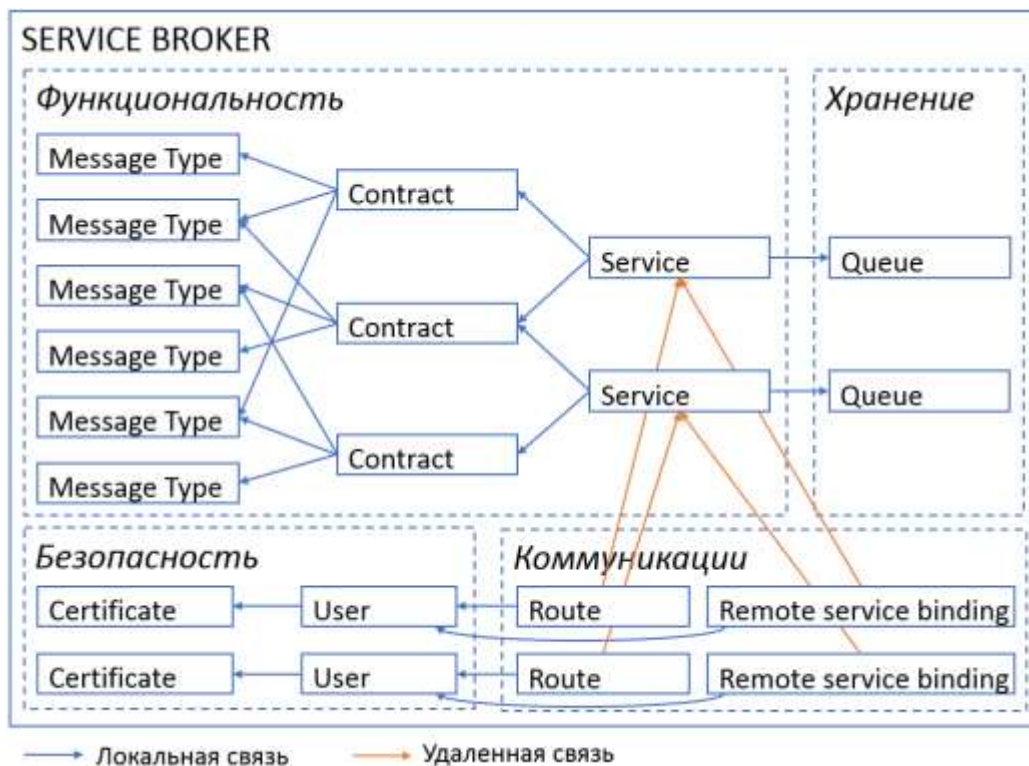 SERVICE BROKER
Функциональность
Хранение
Message Type
Contract
Message Type
Service
Queue
Message Type
Contract
Message Type
Service
Queue
Message Type
Contract
Message Type
Безопасность
Коммуникации
Certificate
User
Route
Remote service binding
Certificate
User
Route
Remote service binding
Локальная связь
Удаленная связь